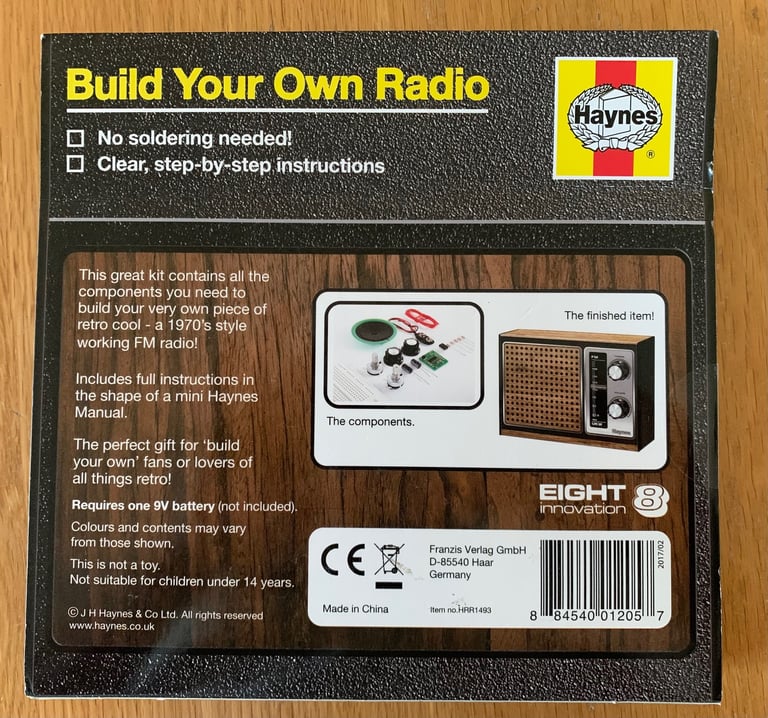 Build Your Own Radio
No soldering needed!
Clear, step-by-step instructions
Haynes
®
This great kit contains all the
components you need to
build your very own piece of
retro cool - a 1970's style
working FM radio!
Includes full instructions in
the shape of a mini Haynes
Manual.
The perfect gift for 'build
your own' fans or lovers of
all things retro!
Requires one 9V battery (not included).
Colours and contents may vary
from those shown.
This is not a toy.
Not suitable for children under 14 years.
© J H Haynes & Co Ltd. All rights reserved
www.haynes.co.uk
The components.
The finished item!
FM
Haynes
EIGHT 8
innovation
CE
Made in China
Franzis Verlag GmbH
D-85540 Haar
Germany
Item no.HRR1493
8 84540 01205 7
2017/02